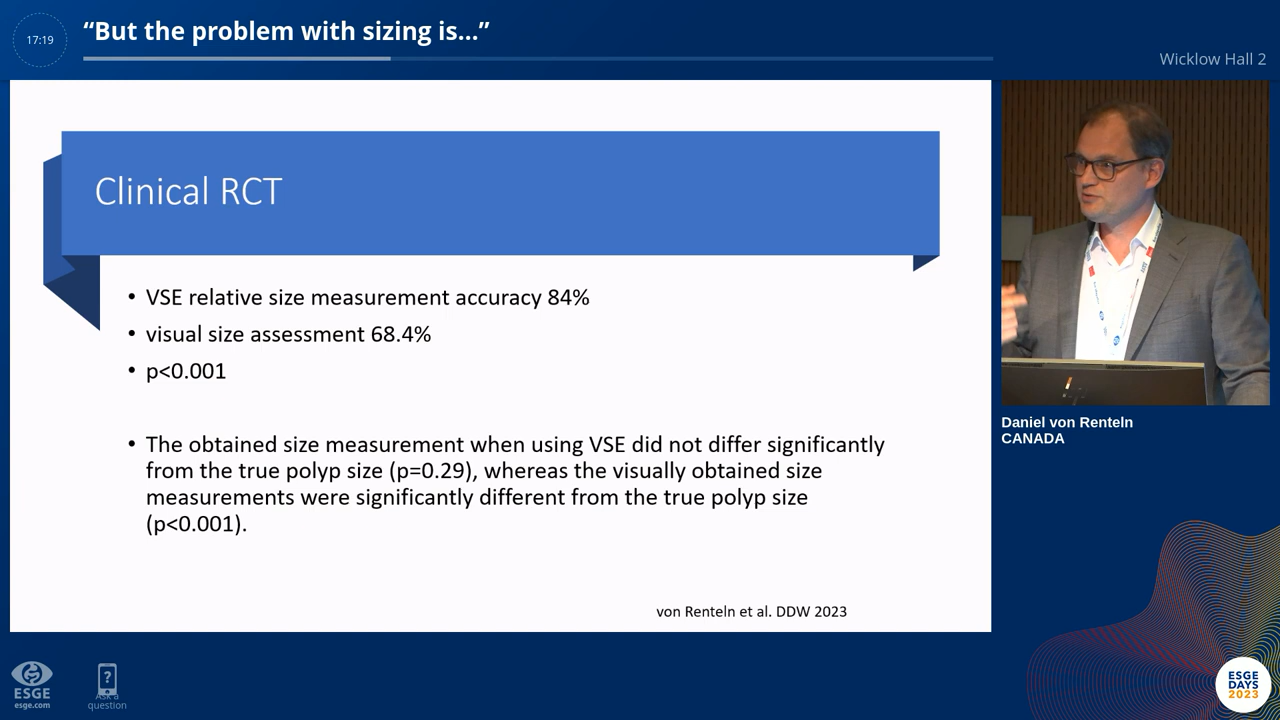 17:19
“But the problem with sizing is...”
Wicklow Hall 2
Clinical RCT
• VSE relative size measurement accuracy 84%
• visual size assessment 68.4%
• p<0.001
• The obtained size measurement when using VSE did not differ significantly
from the true polyp size (p=0.29), whereas the visually obtained size
measurements were significantly different from the true polyp size
(p<0.001).
von Renteln et al. DDW 2023
Daniel von Renteln
CANADA
ESGE
esge.com
?
Ask a
question
ESGE
DAYS
2023